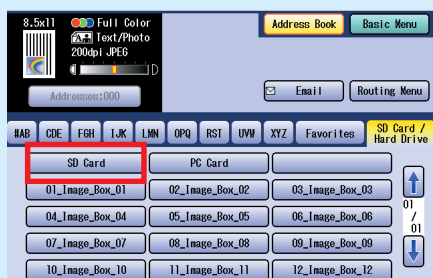 8.5x11 Full Color Address Book Basic Menu
A Text/Photo
200dpi JPEG
D
Addresses:000 Email Routing Menu
#AB CDE FGH IJK LMN OPQ RST UVW XYZ Favorites SD Card / Hard Drive
SD Card PC Card
01_Image_Box_01 02_Image_Box_02 03_Image_Box_03
01 / 01
04_Image_Box_04 05_Image_Box_05 06_Image_Box_06
07_Image_Box_07 08_Image_Box_08 09_Image_Box_09
10_Image_Box_10 11_Image_Box_11 12_Image_Box_12